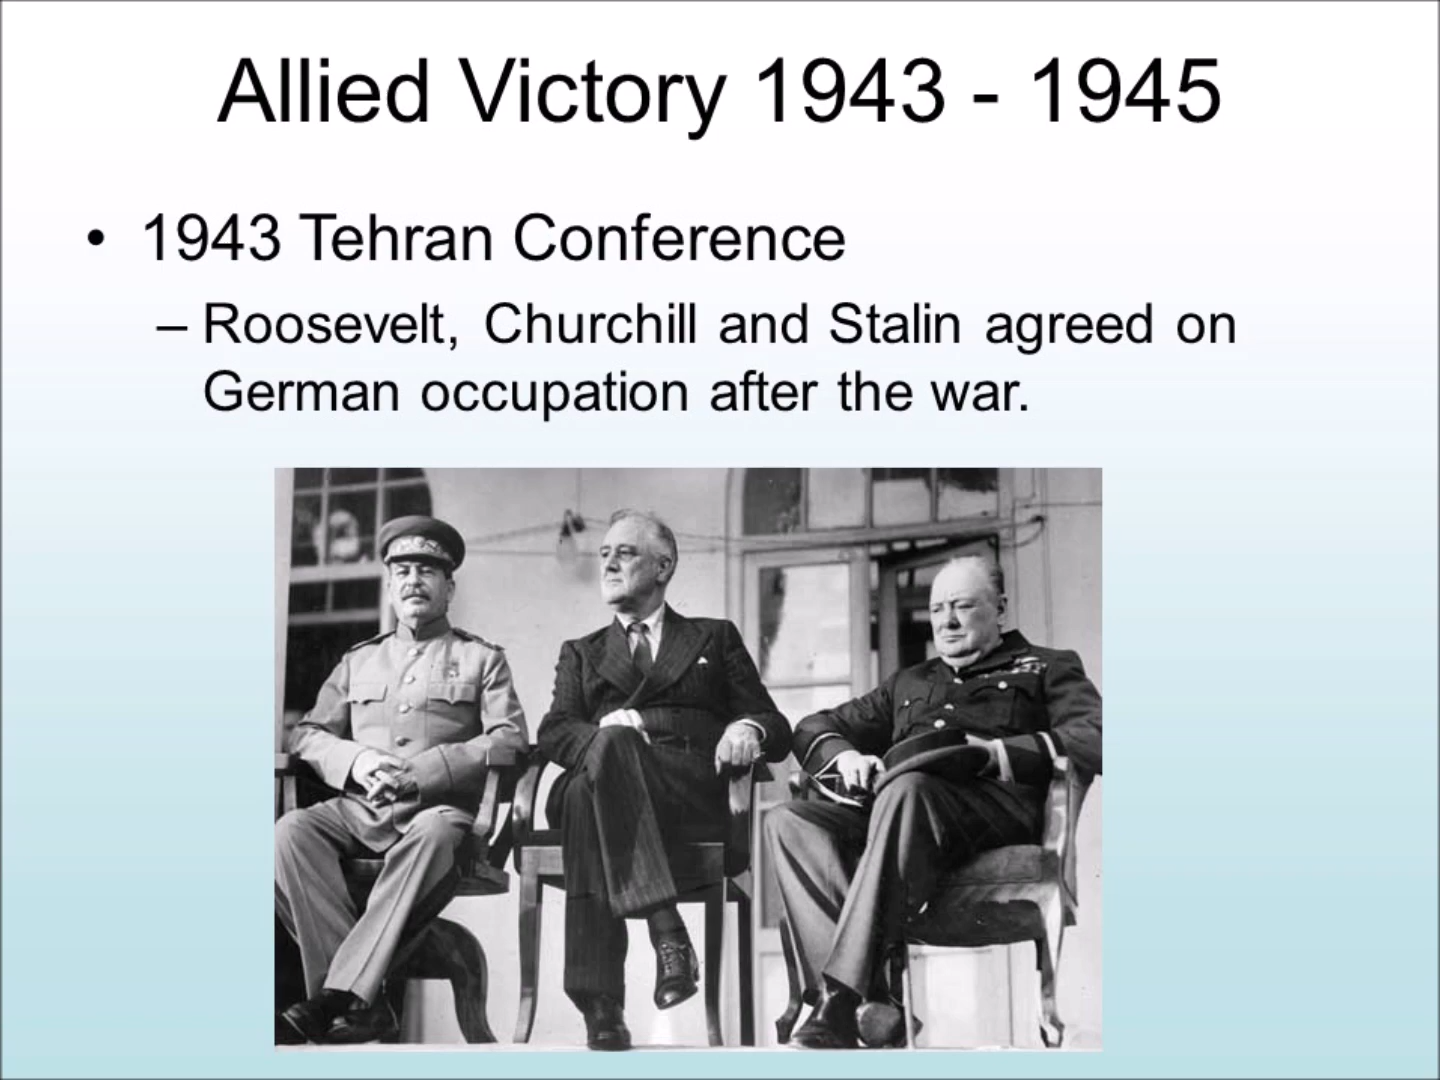 Allied Victory 1943 - 1945
• 1943 Tehran Conference
– Roosevelt, Churchill and Stalin agreed on
German occupation after the war.